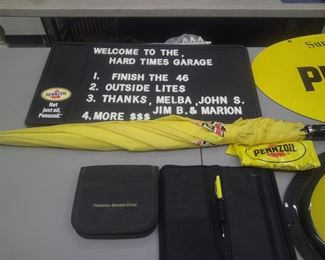 WELCOME TO THE.
HARD TIMES GARAGE
1. FINISH THE 46
2. OUTSIDE LITES
3. THANKS, MELBA, JOHN S.
JIM B. & MARION
4. MORE $$$
PENNZOIL
Not
just oil,
Pennzoil.
PENNZOIL